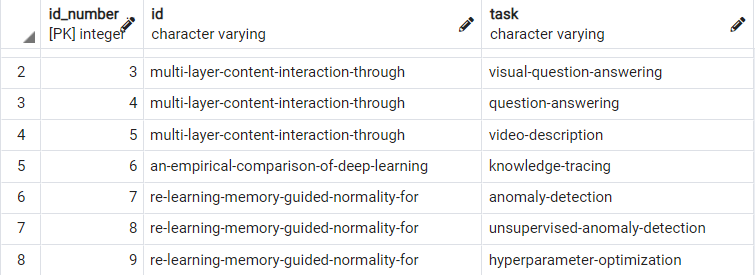 id_number id task
[PK] integer character varying character varying
2 3 multi-layer-content-interaction-through visual-question-answering
3 4 multi-layer-content-interaction-through question-answering
4 5 multi-layer-content-interaction-through video-description
5 6 an-empirical-comparison-of-deep-learning knowledge-tracing
6 7 re-learning-memory-guided-normality-for anomaly-detection
7 8 re-learning-memory-guided-normality-for unsupervised-anomaly-detection
8 9 re-learning-memory-guided-normality-for hyperparameter-optimization